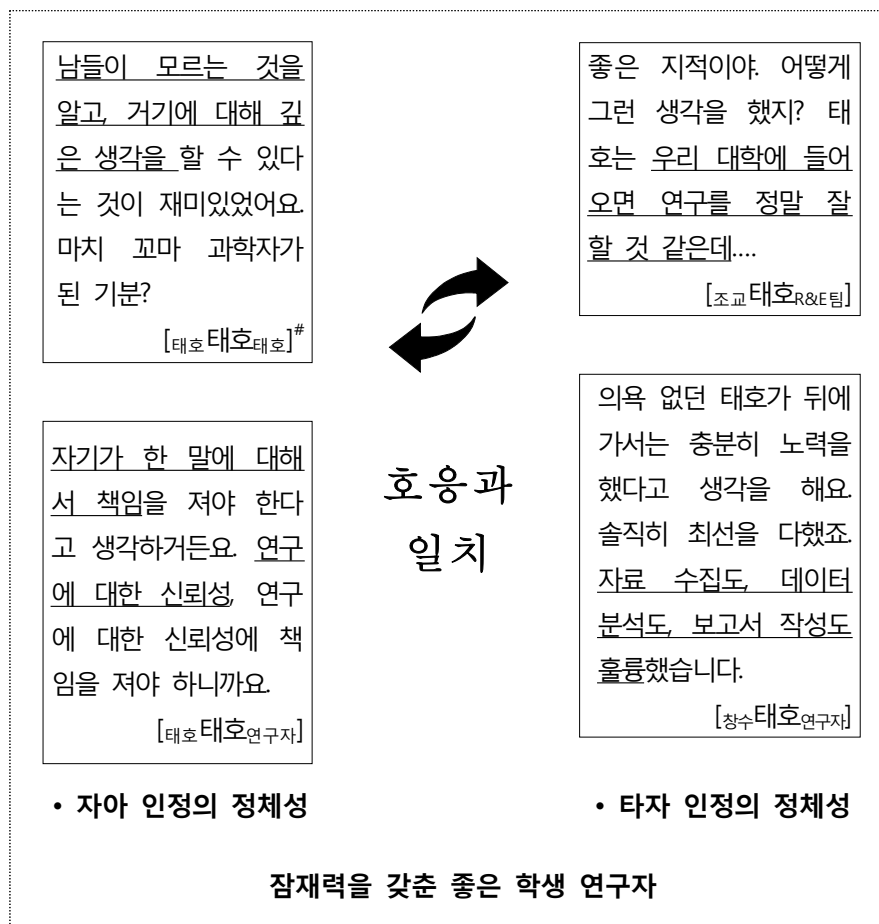 남들이 모르는 것을
알고, 거기에 대해 깊
은 생각을 할 수 있다
는 것이 재미있었어요.
마치 꼬마 과학자가
된 기분?
[태호태호태호]#
자기가 한 말에 대해
서 책임을 져야 한다
고 생각하거든요. 연구
에 대한 신뢰성, 연구
에 대한 신뢰성에 책
임을 져야 하니까요.
[태호태호연구자]
• 자아 인정의 정체성
호응과
일치
좋은 지적이야. 어떻게
그런 생각을 했지? 태
호는 우리 대학에 들어
오면 연구를 정말 잘
할 것 같은데....
[조교태호R&E팀]
의욕 없던 태호가 뒤에
가서는 충분히 노력을
했다고 생각을 해요.
솔직히 최선을 다했죠.
자료 수집도, 데이터
분석도, 보고서 작성도
훌륭했습니다.
[창수태호연구자]
• 타자 인정의 정체성
잠재력을 갖춘 좋은 학생 연구자